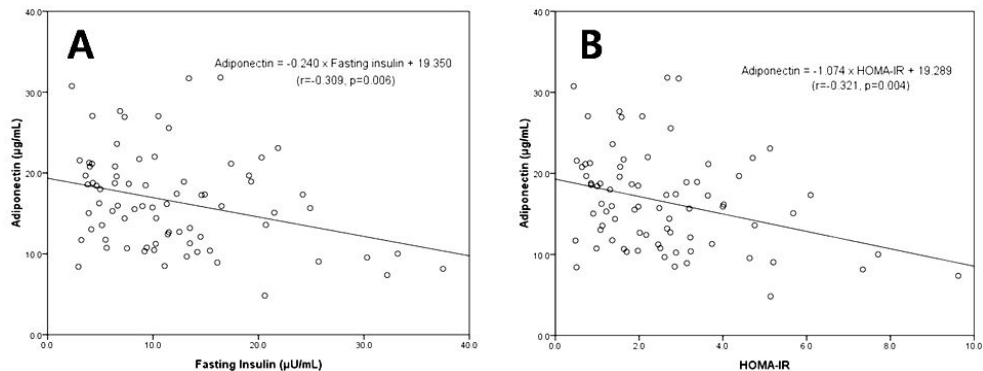 A
Adiponectin = -0.240 x Fasting insulin + 19.350
(r=-0.309, p=0.006)
Adiponectin (µg/mL)
40.0
30.0
20.0
10.0
0.0
0.0 10.0 20.0 30.0 40.0
Fasting Insulin (µU/mL)
B
Adiponectin = -1.074 x HOMA-IR + 19.289
(r=-0.321, p=0.004)
Adiponectin (µg/mL)
40.0
30.0
20.0
10.0
0.0
0.0 2.0 4.0 6.0 8.0 10.0
HOMA-IR